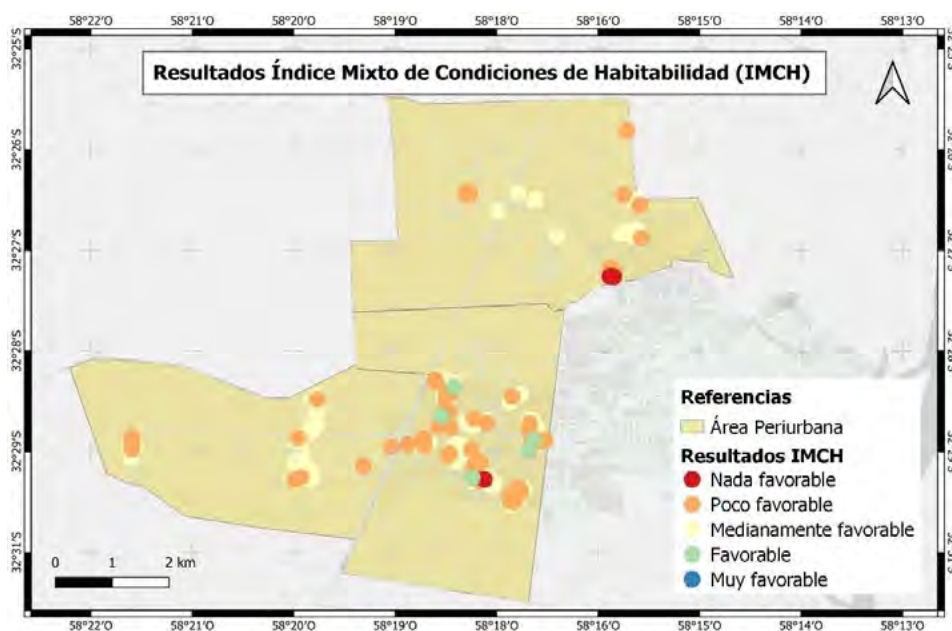 58°22'O 58°21'O 58°20'O 58°19'O 58°18'O 58°16'O 58°15'O 58°14'O 58°13'O
32°25'S
Resultados Índice Mixto de Condiciones de Habitabilidad (IMCH)
32°26'S
32°27'S
32°28'S
32°29'S
32°31'S
Referencias
Área Periurbana
Resultados IMCH
Nada favorable
Poco favorable
Medianamente favorable
Favorable
Muy favorable
0 1 2 km
58°22'O 58°21'O 58°20'O 58°19'O 58°18'O 58°16'O 58°15'O 58°14'O 58°13'O